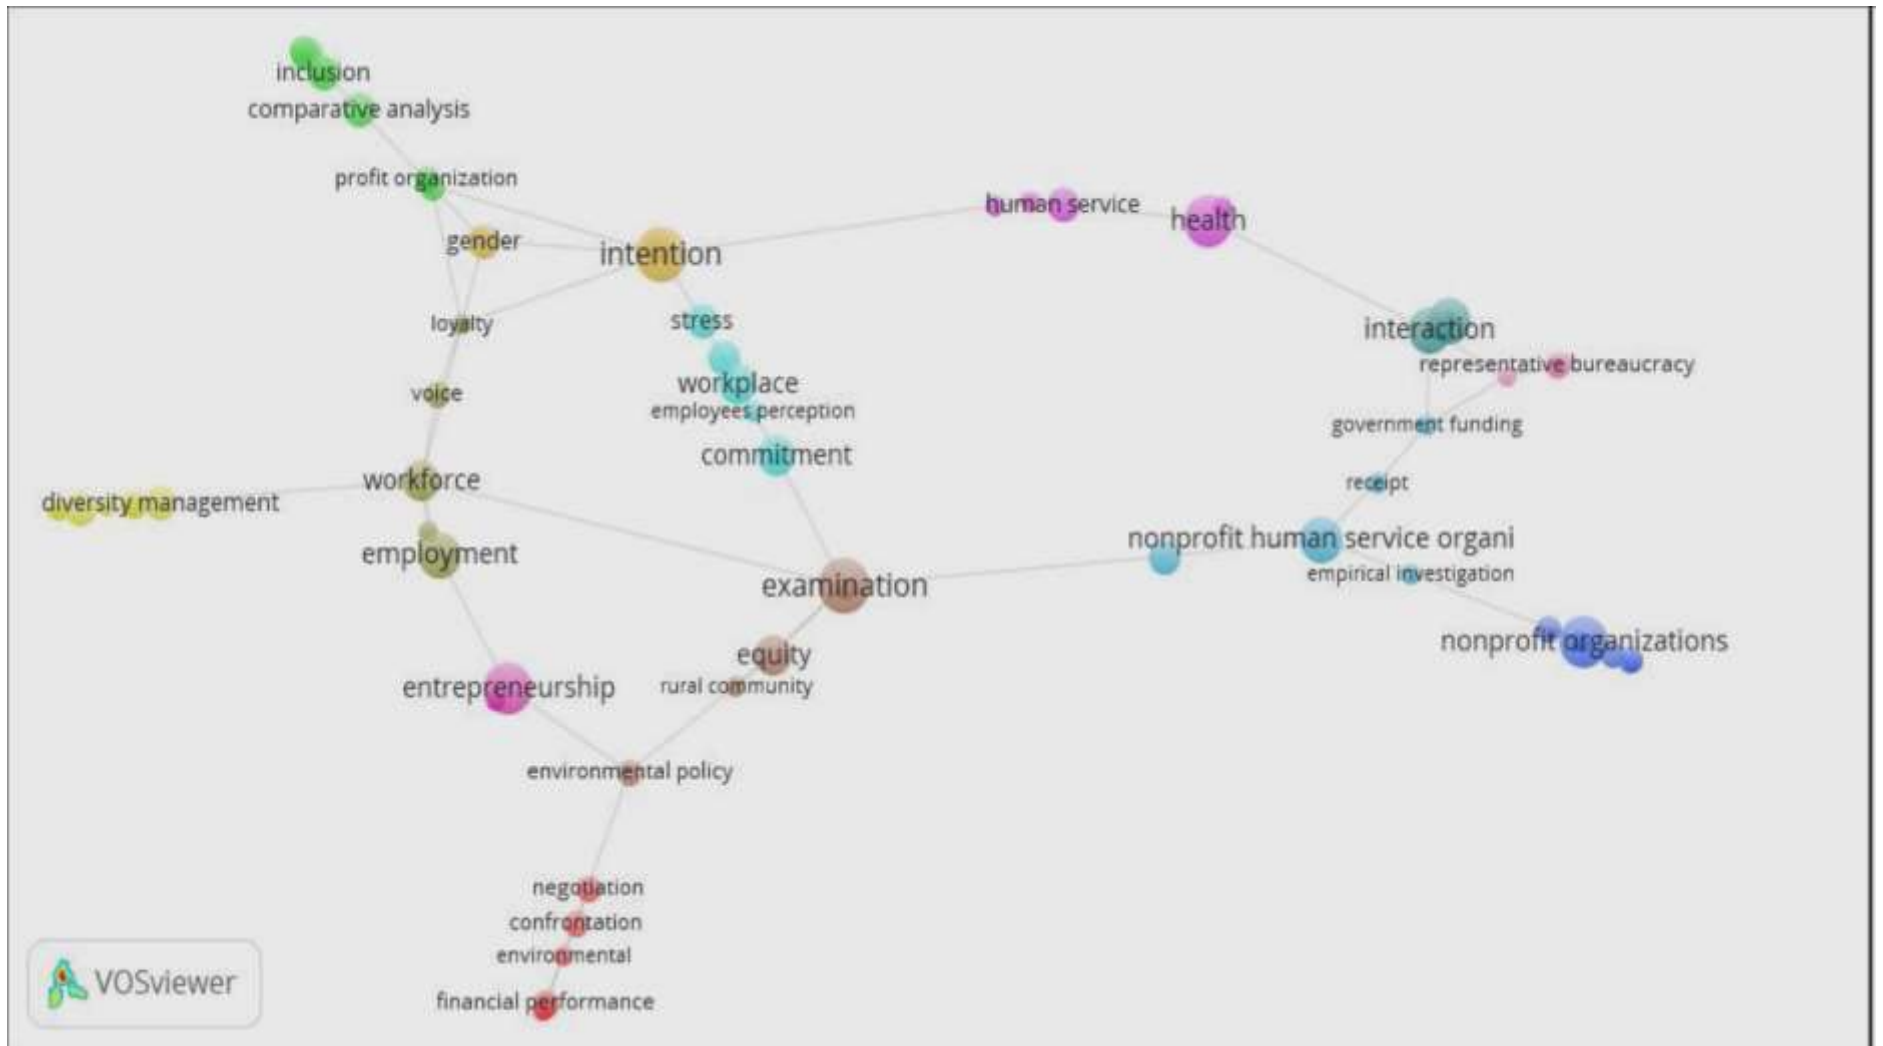 inclusion
comparative analysis
profit organization
gender
intention
human service
health
loyalty
stress
interaction
workplace
representative bureaucracy
voice
employees perception
government funding
commitment
workforce
receipt
diversity management
nonprofit human service organi
employment
empirical investigation
examination
nonprofit organizations
equity
entrepreneurship
rural community
environmental policy
negotiation
confrontation
environmental
financial performance
VOSviewer